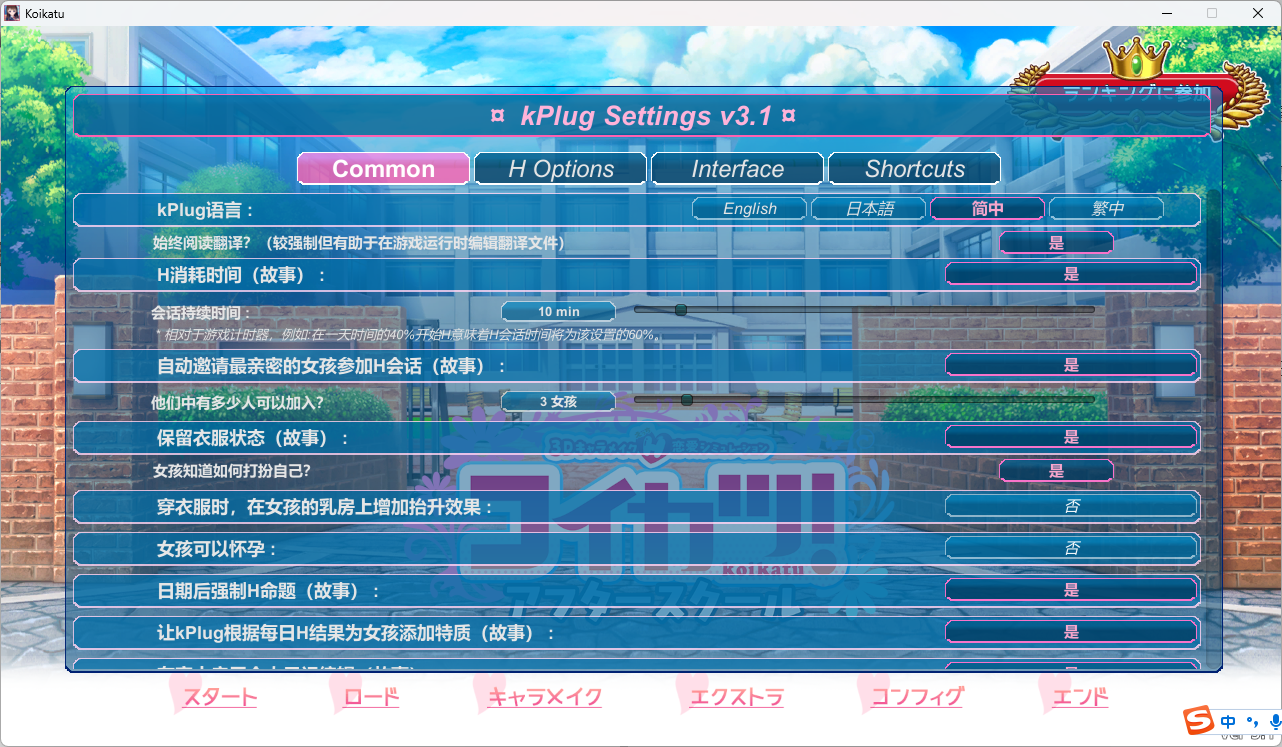 Koikatu
ランキングに参加
¤ kPlug Settings v3.1 ¤
Common H Options Interface Shortcuts
kPlug语言： English 日本語 简中 繁中
始终阅读翻译？（较强制但有助于在游戏运行时编辑翻译文件） 是
H消耗时间（故事）： 是
会话持续时间： 10 min
* 相对于游戏计时器，例如:在一天时间的40%开始H意味着H会话时间将为该设置的60%。
自动邀请最亲密的女孩参加H会话（故事）： 是
他们中有多少人可以加入？ 3 女孩
保留衣服状态（故事）： 是
女孩知道如何打扮自己？ 是
穿衣服时，在女孩的乳房上增加抬升效果： 否
女孩可以怀孕： 否
日期后强制H命题（故事）： 是
让kPlug根据每日H结果为女孩添加特质（故事）： 是
コイカツ!
koikatu
アフタースクール
スタート ロード キャラメイク エクストラ コンフィグ エンド
中